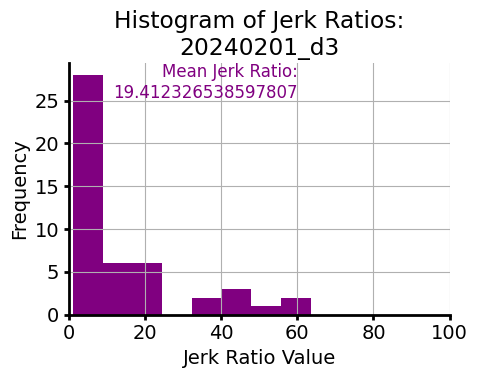 Histogram of Jerk Ratios:
20240201_d3
Mean Jerk Ratio:
19.412326538597807
Frequency
25
20
15
10
5
0
0 20 40 60 80 100
Jerk Ratio Value